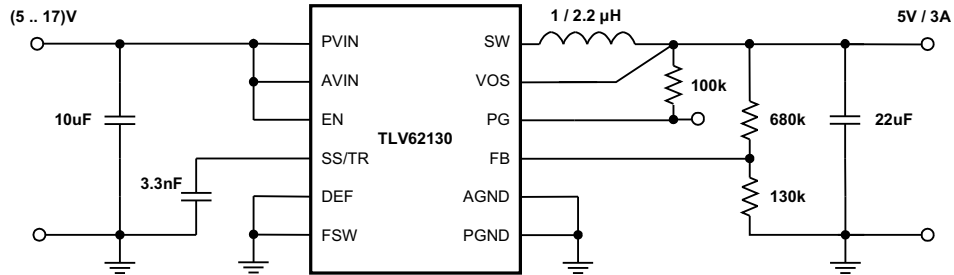 (5 .. 17)V
1 / 2.2 µH
5V / 3A
PVIN
SW
AVIN
VOS
100k
10uF
EN
PG
680k
22uF
TLV62130
SS/TR
FB
3.3nF
DEF
AGND
130k
FSW
PGND